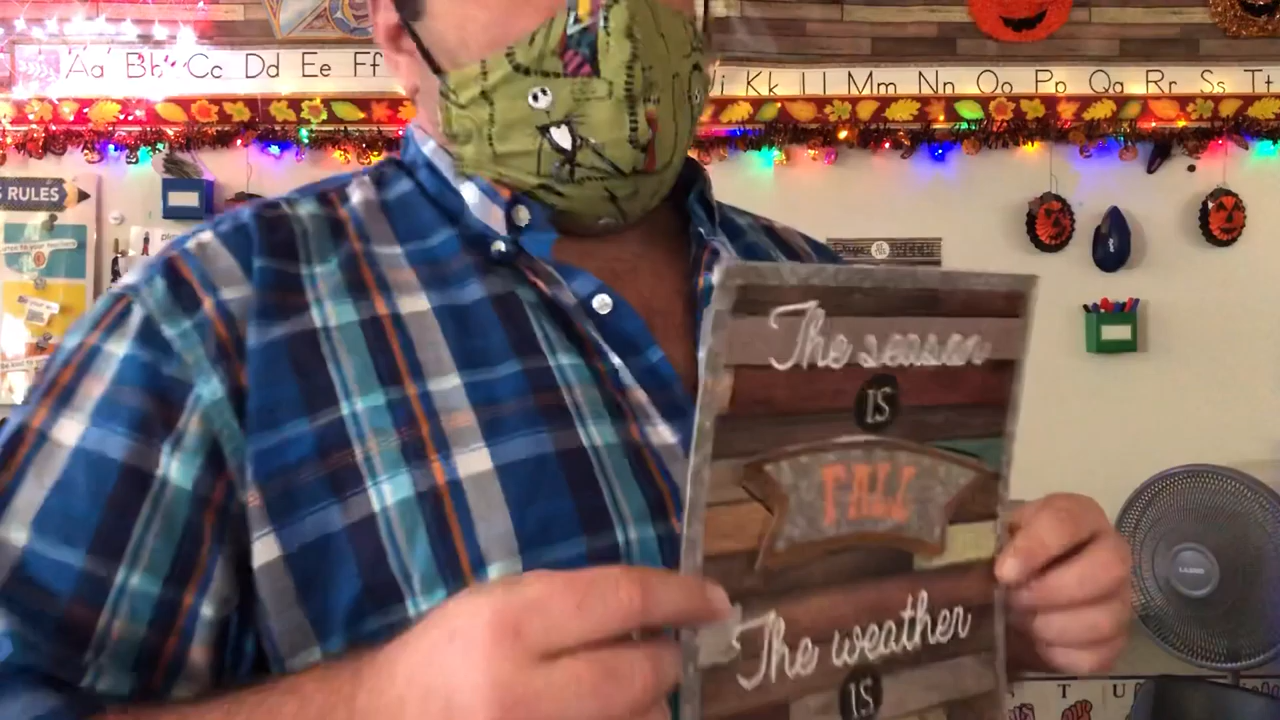 Aa Bb Cc Dd Ee Ff
Kk Ll Mm Nn Oo Pp Qq Rr Ss Tt
RULES
The season
IS
FALL
The weather
IS
LASKO
T U